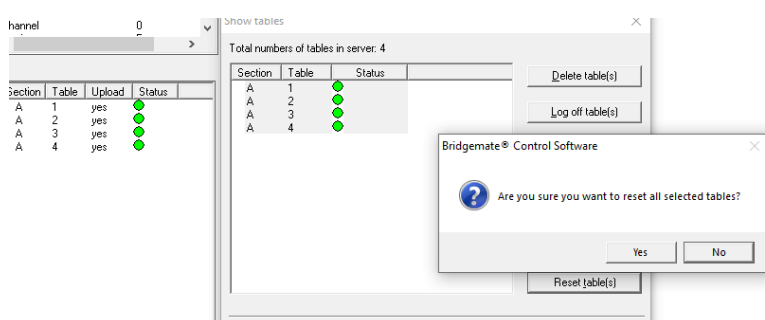 hannel 0
Section Table Upload Status
A 1 yes
A 2 yes
A 3 yes
A 4 yes
Show tables
Total numbers of tables in server: 4
Section Table Status
A 1
A 2
A 3
A 4
Delete table(s)
Log off table(s)
Bridgemate® Control Software
Are you sure you want to reset all selected tables?
Yes No
Reset table(s)